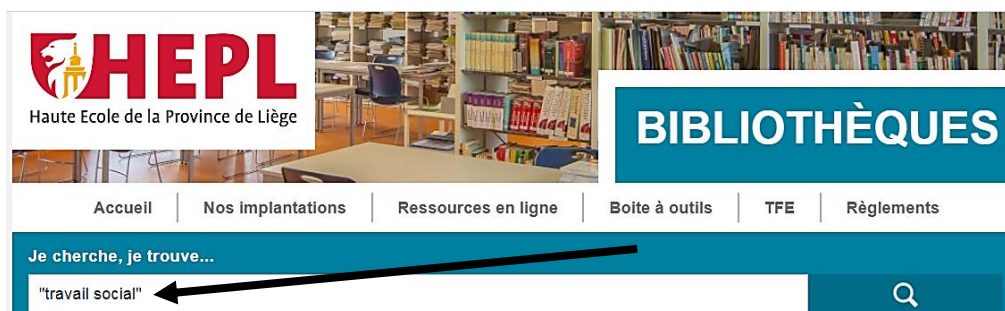 HEPL
Haute Ecole de la Province de Liège
BIBLIOTHÈQUES
Accueil
Nos implantations
Ressources en ligne
Boite à outils
TFE
Règlements
Je cherche, je trouve...
"travail social"